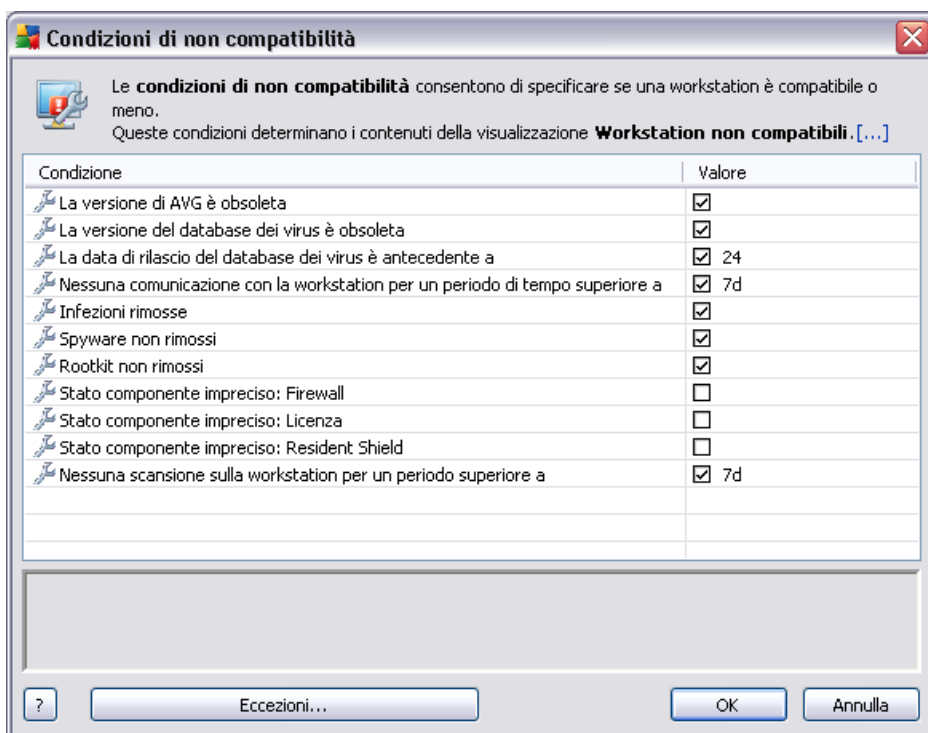 Condizioni di non compatibilità
Le condizioni di non compatibilità consentono di specificare se una workstation è compatibile o
meno.
Queste condizioni determinano i contenuti della visualizzazione Workstation non compatibili.[...]
Condizione Valore
La versione di AVG è obsoleta
La versione del database dei virus è obsoleta
La data di rilascio del database dei virus è antecedente a 24
Nessuna comunicazione con la workstation per un periodo di tempo superiore a 7d
Infezioni rimosse
Spyware non rimossi
Rootkit non rimossi
Stato componente impreciso: Firewall
Stato componente impreciso: Licenza
Stato componente impreciso: Resident Shield
Nessuna scansione sulla workstation per un periodo superiore a 7d
? Eccezioni... OK Annulla